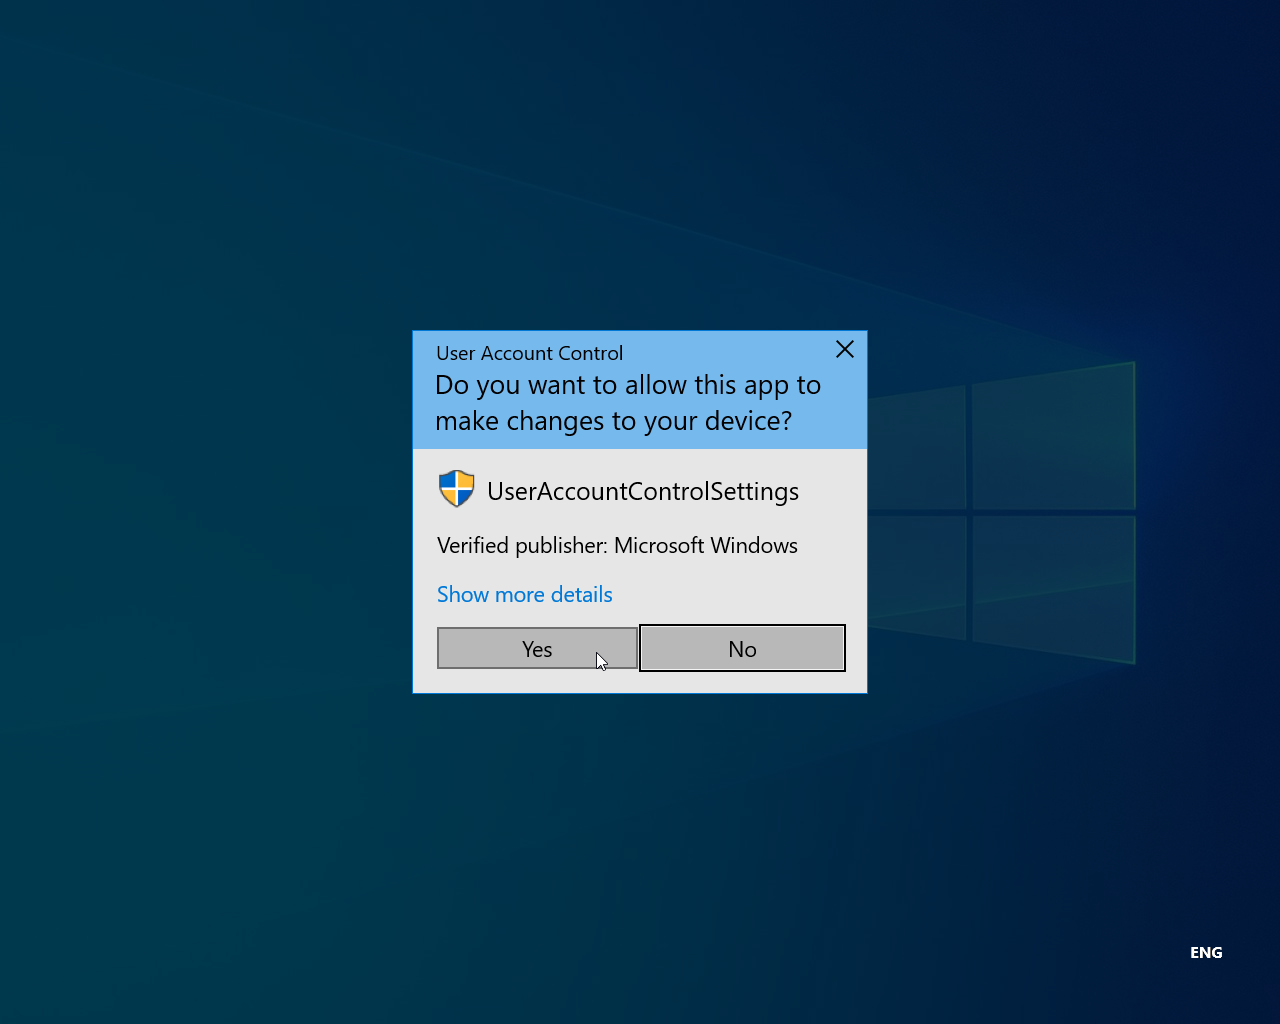 User Account Control
Do you want to allow this app to
make changes to your device?
UserAccountControlSettings
Verified publisher: Microsoft Windows
Show more details
Yes No
ENG